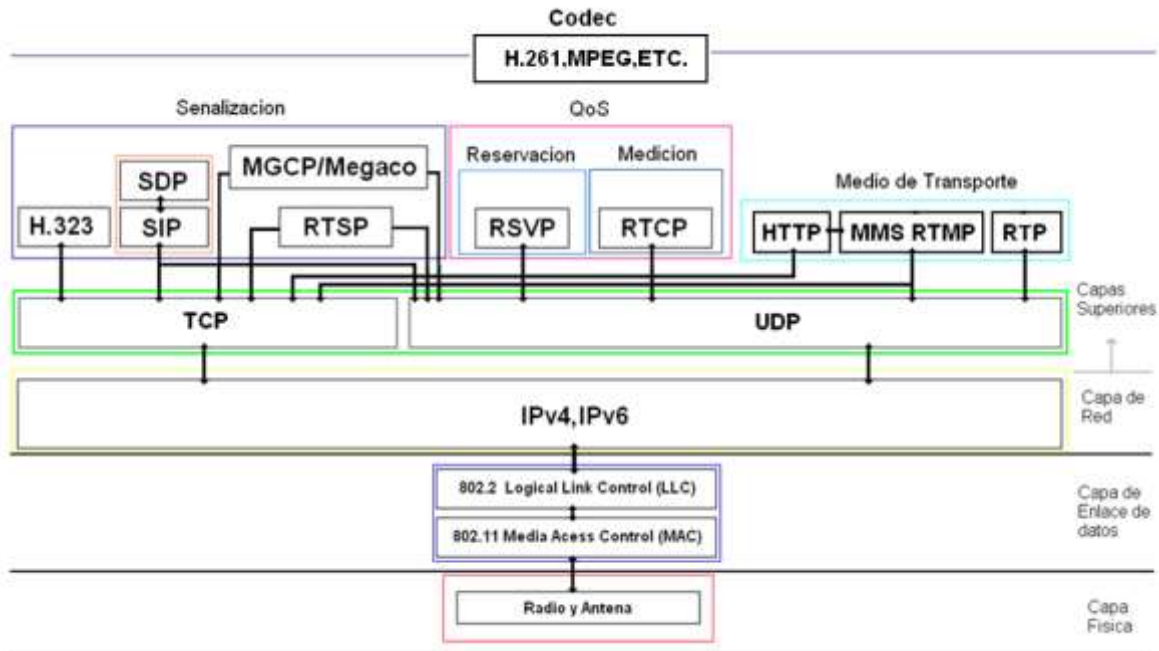 Codec
H.261,MPEG,ETC.
Senalizacion
QoS
Reservacion
Medicion
Medio de Transporte
MGCP/Megaco
SDP
H.323
SIP
RTSP
RSVP
RTCP
HTTP
MMS RTMP
RTP
Capas
Superiores
TCP
UDP
IPv4,IPv6
Capa de
Red
802.2 Logical Link Control (LLC)
802.11 Media Acess Control (MAC)
Capa de
Enlace de
datos
Radio y Antena
Capa
Fisica